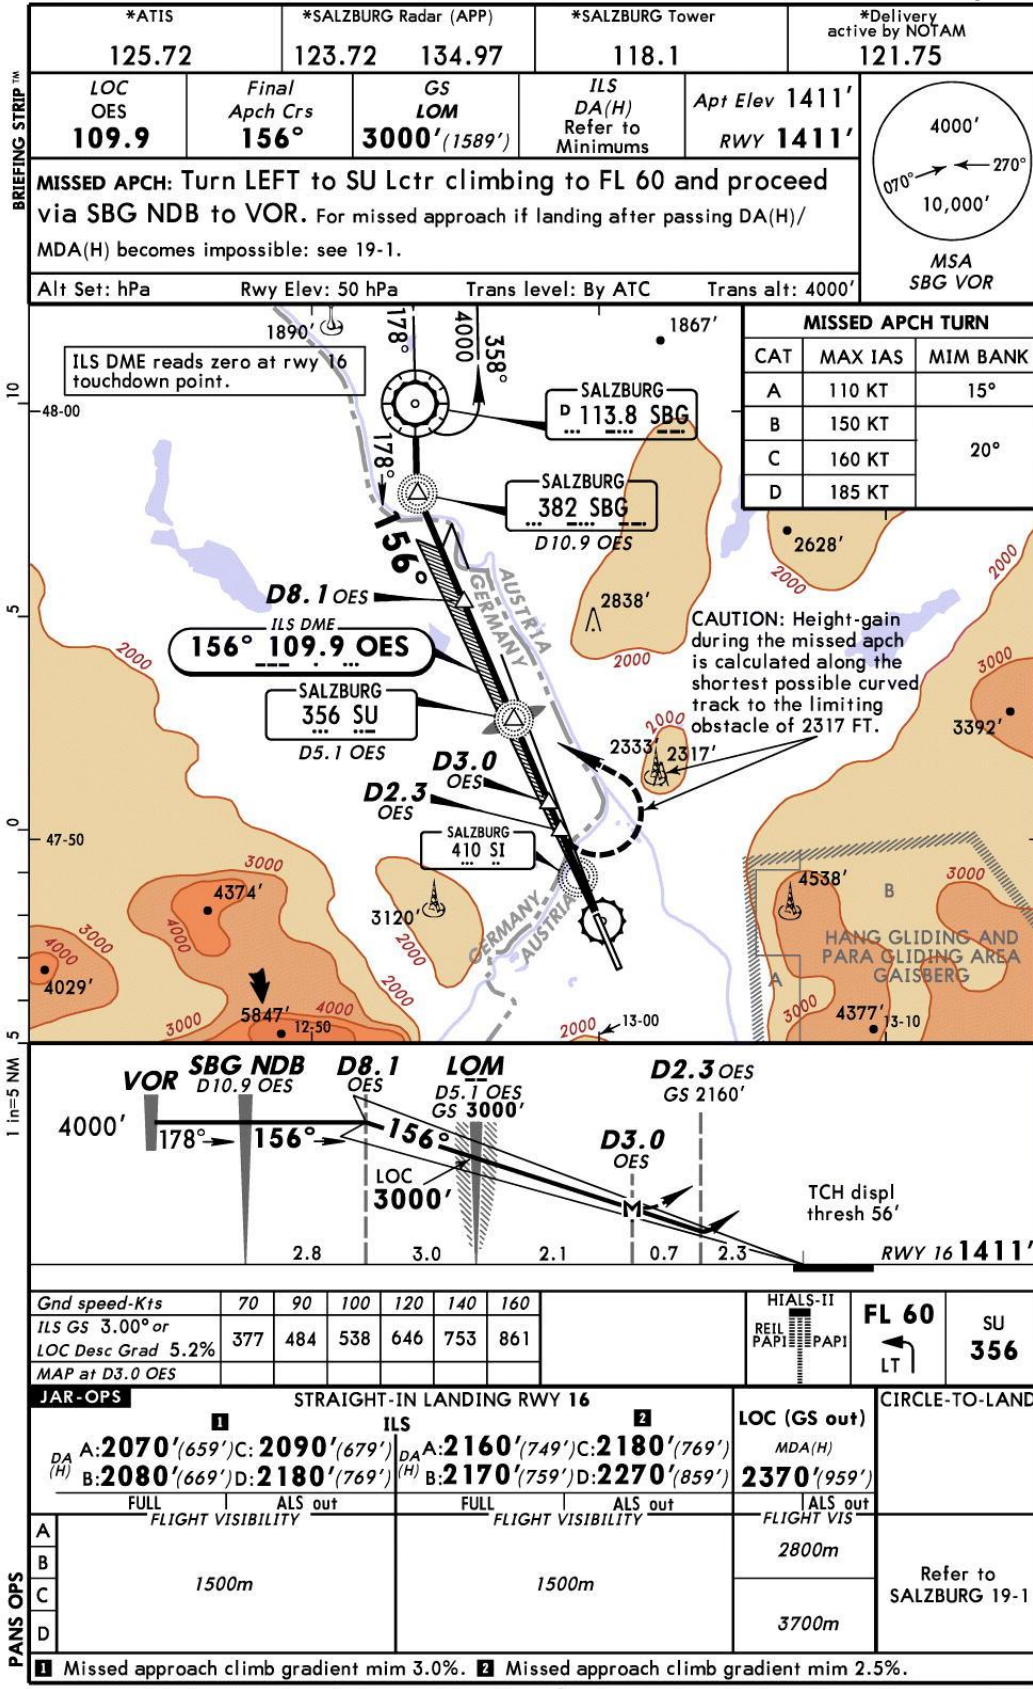 *ATIS *SALZBURG Radar (APP) *SALZBURG Tower *Delivery
active by NOTAM
125.72 123.72 134.97 118.1 121.75
BRIEFING STRIP™
LOC Final GS ILS
OES Apch Crs LOM DA(H)
109.9 156° 3000'(1589') Refer to
Minimums
Apt Elev 1411'
RWY 1411'
4000'
070° 270°
10,000'
MSA
SBG VOR
MISSED APCH: Turn LEFT to SU Lctr climbing to FL 60 and proceed
via SBG NDB to VOR. For missed approach if landing after passing DA(H)/
MDA(H) becomes impossible: see 19-1.
Alt Set: hPa Rwy Elev: 50 hPa Trans level: By ATC Trans alt: 4000'
1890' 178° 4000 358° 1867'
ILS DME reads zero at rwy 16
touchdown point.
MISSED APCH TURN
CAT MAX IAS MIM BANK
A 110 KT 15°
B 150 KT
C 160 KT 20°
D 185 KT
10
48-00
SALZBURG
D 113.8 SBG
178°
SALZBURG
382 SBG
D10.9 OES
156°
2628'
2000
2000
AUSTRIA
GERMANY
D8.1 OES
2838'
2000
5
ILS DME
156° 109.9 OES
CAUTION: Height-gain
during the missed apch
is calculated along the
shortest possible curved
track to the limiting
obstacle of 2317 FT.
2000
3000
3392'
SALZBURG
356 SU
D5.1 OES
2000
2333' 2317'
D3.0
OES
D2.3
OES
0
47-50
SALZBURG
410 SI
3000
4374'
4000
3120'
2000
GERMANY
AUSTRIA
4538'
B
3000
HANG GLIDING AND
PARA GLIDING AREA
GAISBERG
A
3000
4000
4029'
2000
5847'
3000
4000
12-50
2000
13-00
3000
4377'
13-10
5
1 in=5 NM
VOR SBG NDB D8.1 LOM D2.3 OES
D10.9 OES OES D5.1 OES GS 2160'
GS 3000'
4000' 178° 156° 156°
D3.0
OES
LOC
3000'
M
TCH displ
thresh 56'
2.8 3.0 2.1 0.7 2.3 RWY 16 1411'
Gnd speed-Kts 70 90 100 120 140 160
ILS GS 3.00° or
LOC Desc Grad 5.2% 377 484 538 646 753 861
MAP at D3.0 OES
HIALS-II
REIL
PAPI PAPI
FL 60
LT
SU
356
JAR-OPS STRAIGHT-IN LANDING RWY 16 CIRCLE-TO-LAND
1 ILS 2 LOC (GS out)
DA(H) A:2070'(659') C:2090'(679') DA(H) A:2160'(749') C:2180'(769') MDA(H)
B:2080'(669') D:2180'(769') B:2170'(759') D:2270'(859') 2370'(959')
FULL ALS out FULL ALS out ALS out
FLIGHT VISIBILITY FLIGHT VISIBILITY FLIGHT VIS
A
B 2800m
1500m 1500m Refer to
C SALZBURG 19-1
D 3700m
PANS OPS
1 Missed approach climb gradient mim 3.0%. 2 Missed approach climb gradient mim 2.5%.